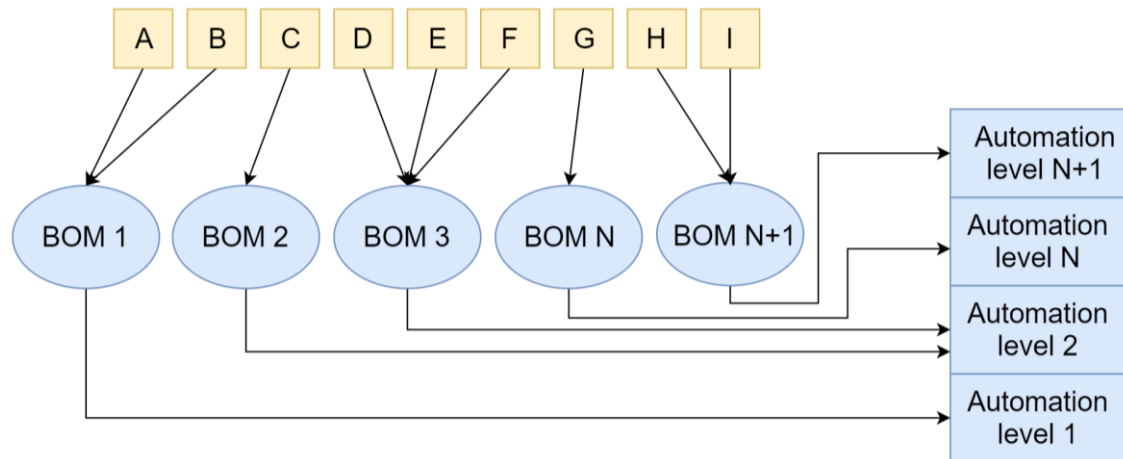 A
B
C
D
E
F
G
H
I
BOM 1
BOM 2
BOM 3
BOM N
BOM N+1
Automation
level N+1
Automation
level N
Automation
level 2
Automation
level 1